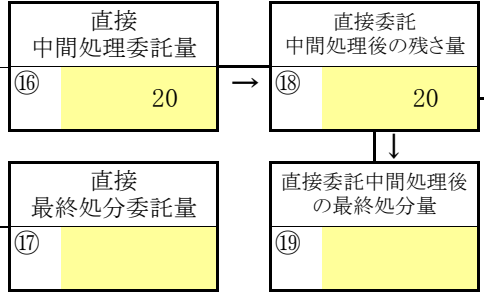 直接
中間処理委託量
⑯ 20
→
直接委託
中間処理後の残さ量
⑱ 20
↓
直接
最終処分委託量
⑰
直接委託中間処理後
の最終処分量
⑲